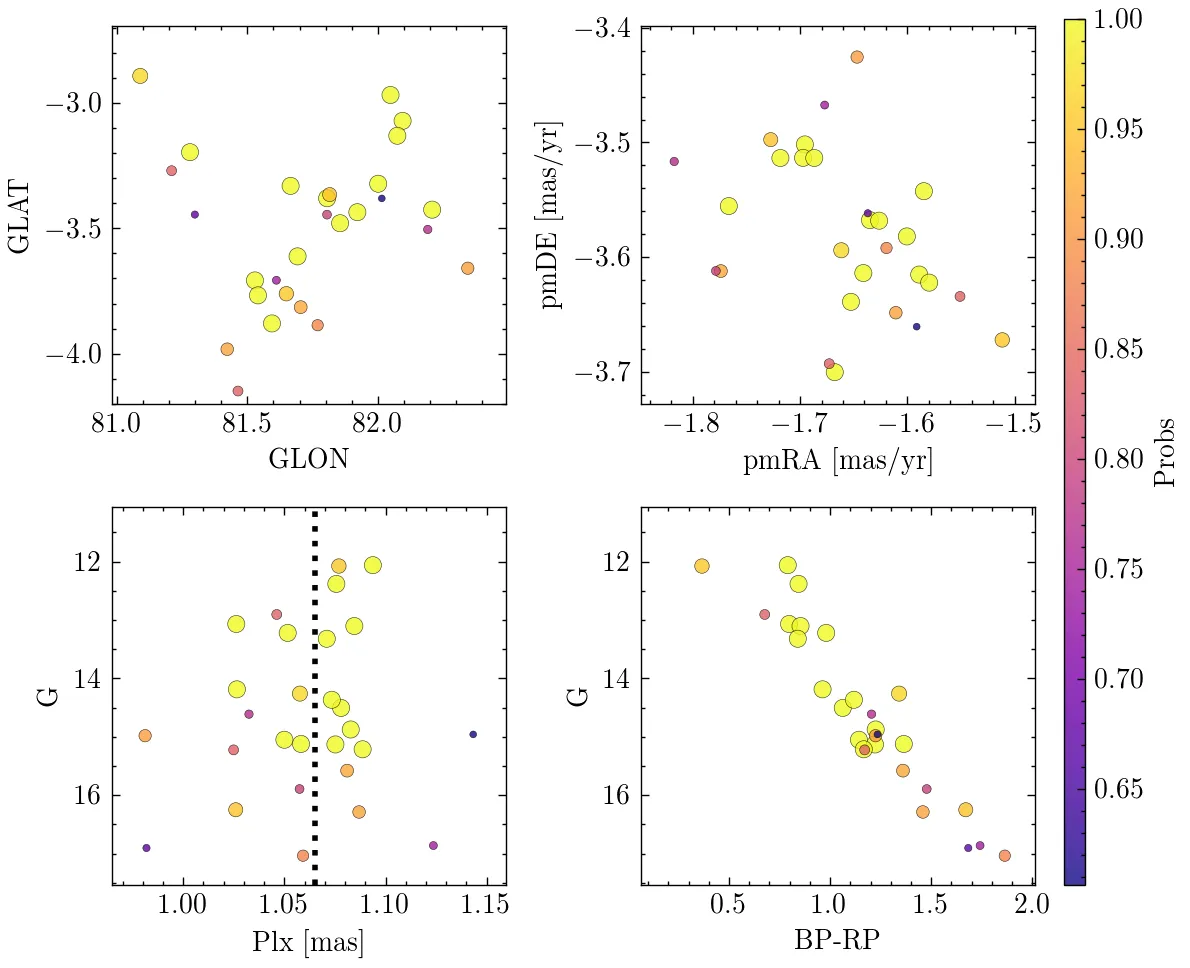 −3.0
−3.5
−4.0
GLAT
81.0 81.5 82.0
GLON
−3.4
−3.5
−3.6
−3.7
pmDE [mas/yr]
−1.8 −1.7 −1.6 −1.5
pmRA [mas/yr]
12
14
16
G
1.00 1.05 1.10 1.15
Plx [mas]
12
14
16
G
0.5 1.0 1.5 2.0
BP-RP
1.00
0.95
0.90
0.85
0.80
0.75
0.70
0.65
Probs